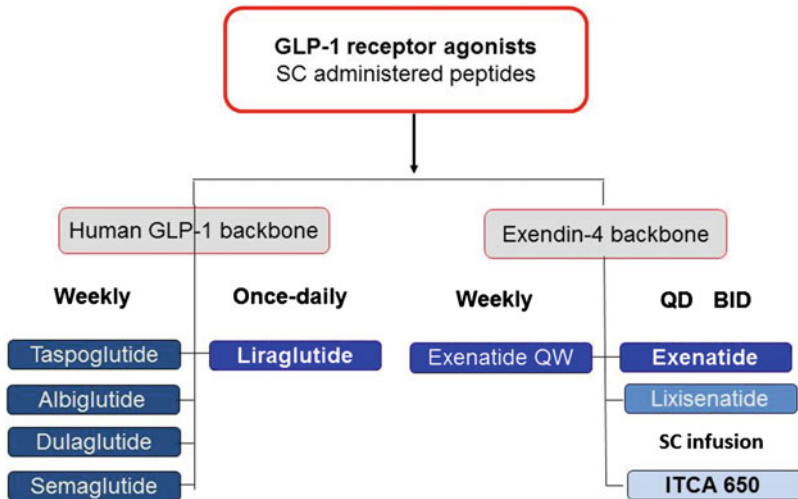 GLP-1 receptor agonists
SC administered peptides
Human GLP-1 backbone
Exendin-4 backbone
Weekly
Once-daily
Weekly
QD BID
Taspoglutide
Liraglutide
Exenatide QW
Exenatide
Albiglutide
Lixisenatide
Dulaglutide
SC infusion
Semaglutide
ITCA 650